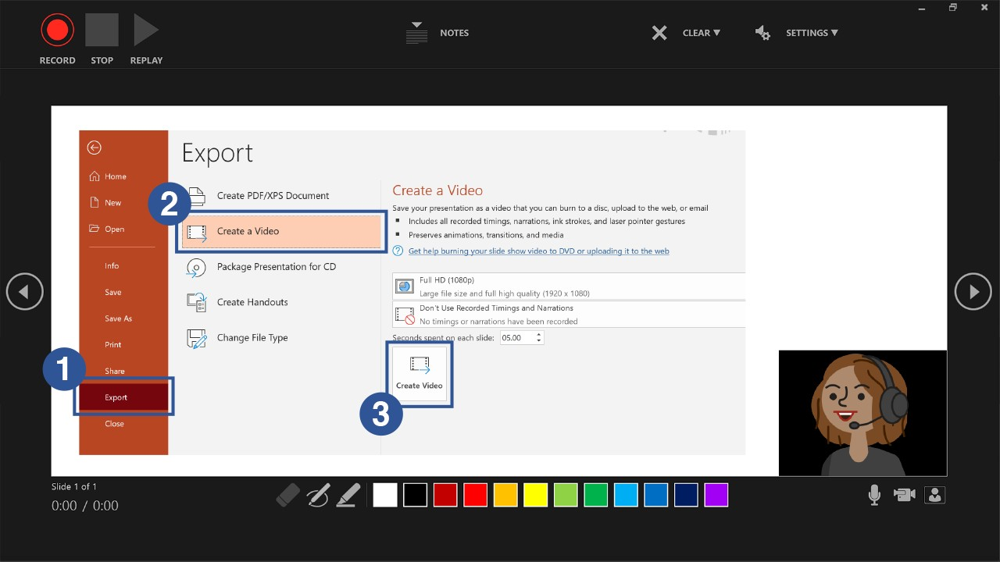 RECORD
STOP
REPLAY
NOTES
CLEAR
SETTINGS
Home
New
Open
Info
Save
Save As
Print
Share
1
Export
Close
Export
2
Create PDF/XPS Document
Create a Video
Package Presentation for CD
Create Handouts
Change File Type
Create a Video
Save your presentation as a video that you can burn to a disc, upload to the web, or email
Includes all recorded timings, narrations, ink strokes, and laser pointer gestures
Preserves animations, transitions, and media
Get help burning your slide show video to DVD or uploading it to the web
Full HD (1080p)
Large file size and full high quality (1920 x 1080)
Don't Use Recorded Timings and Narrations
No timings or narrations have been recorded
Seconds spent on each slide: 05.00
Create Video
3
Slide 1 of 1
0:00 / 0:00